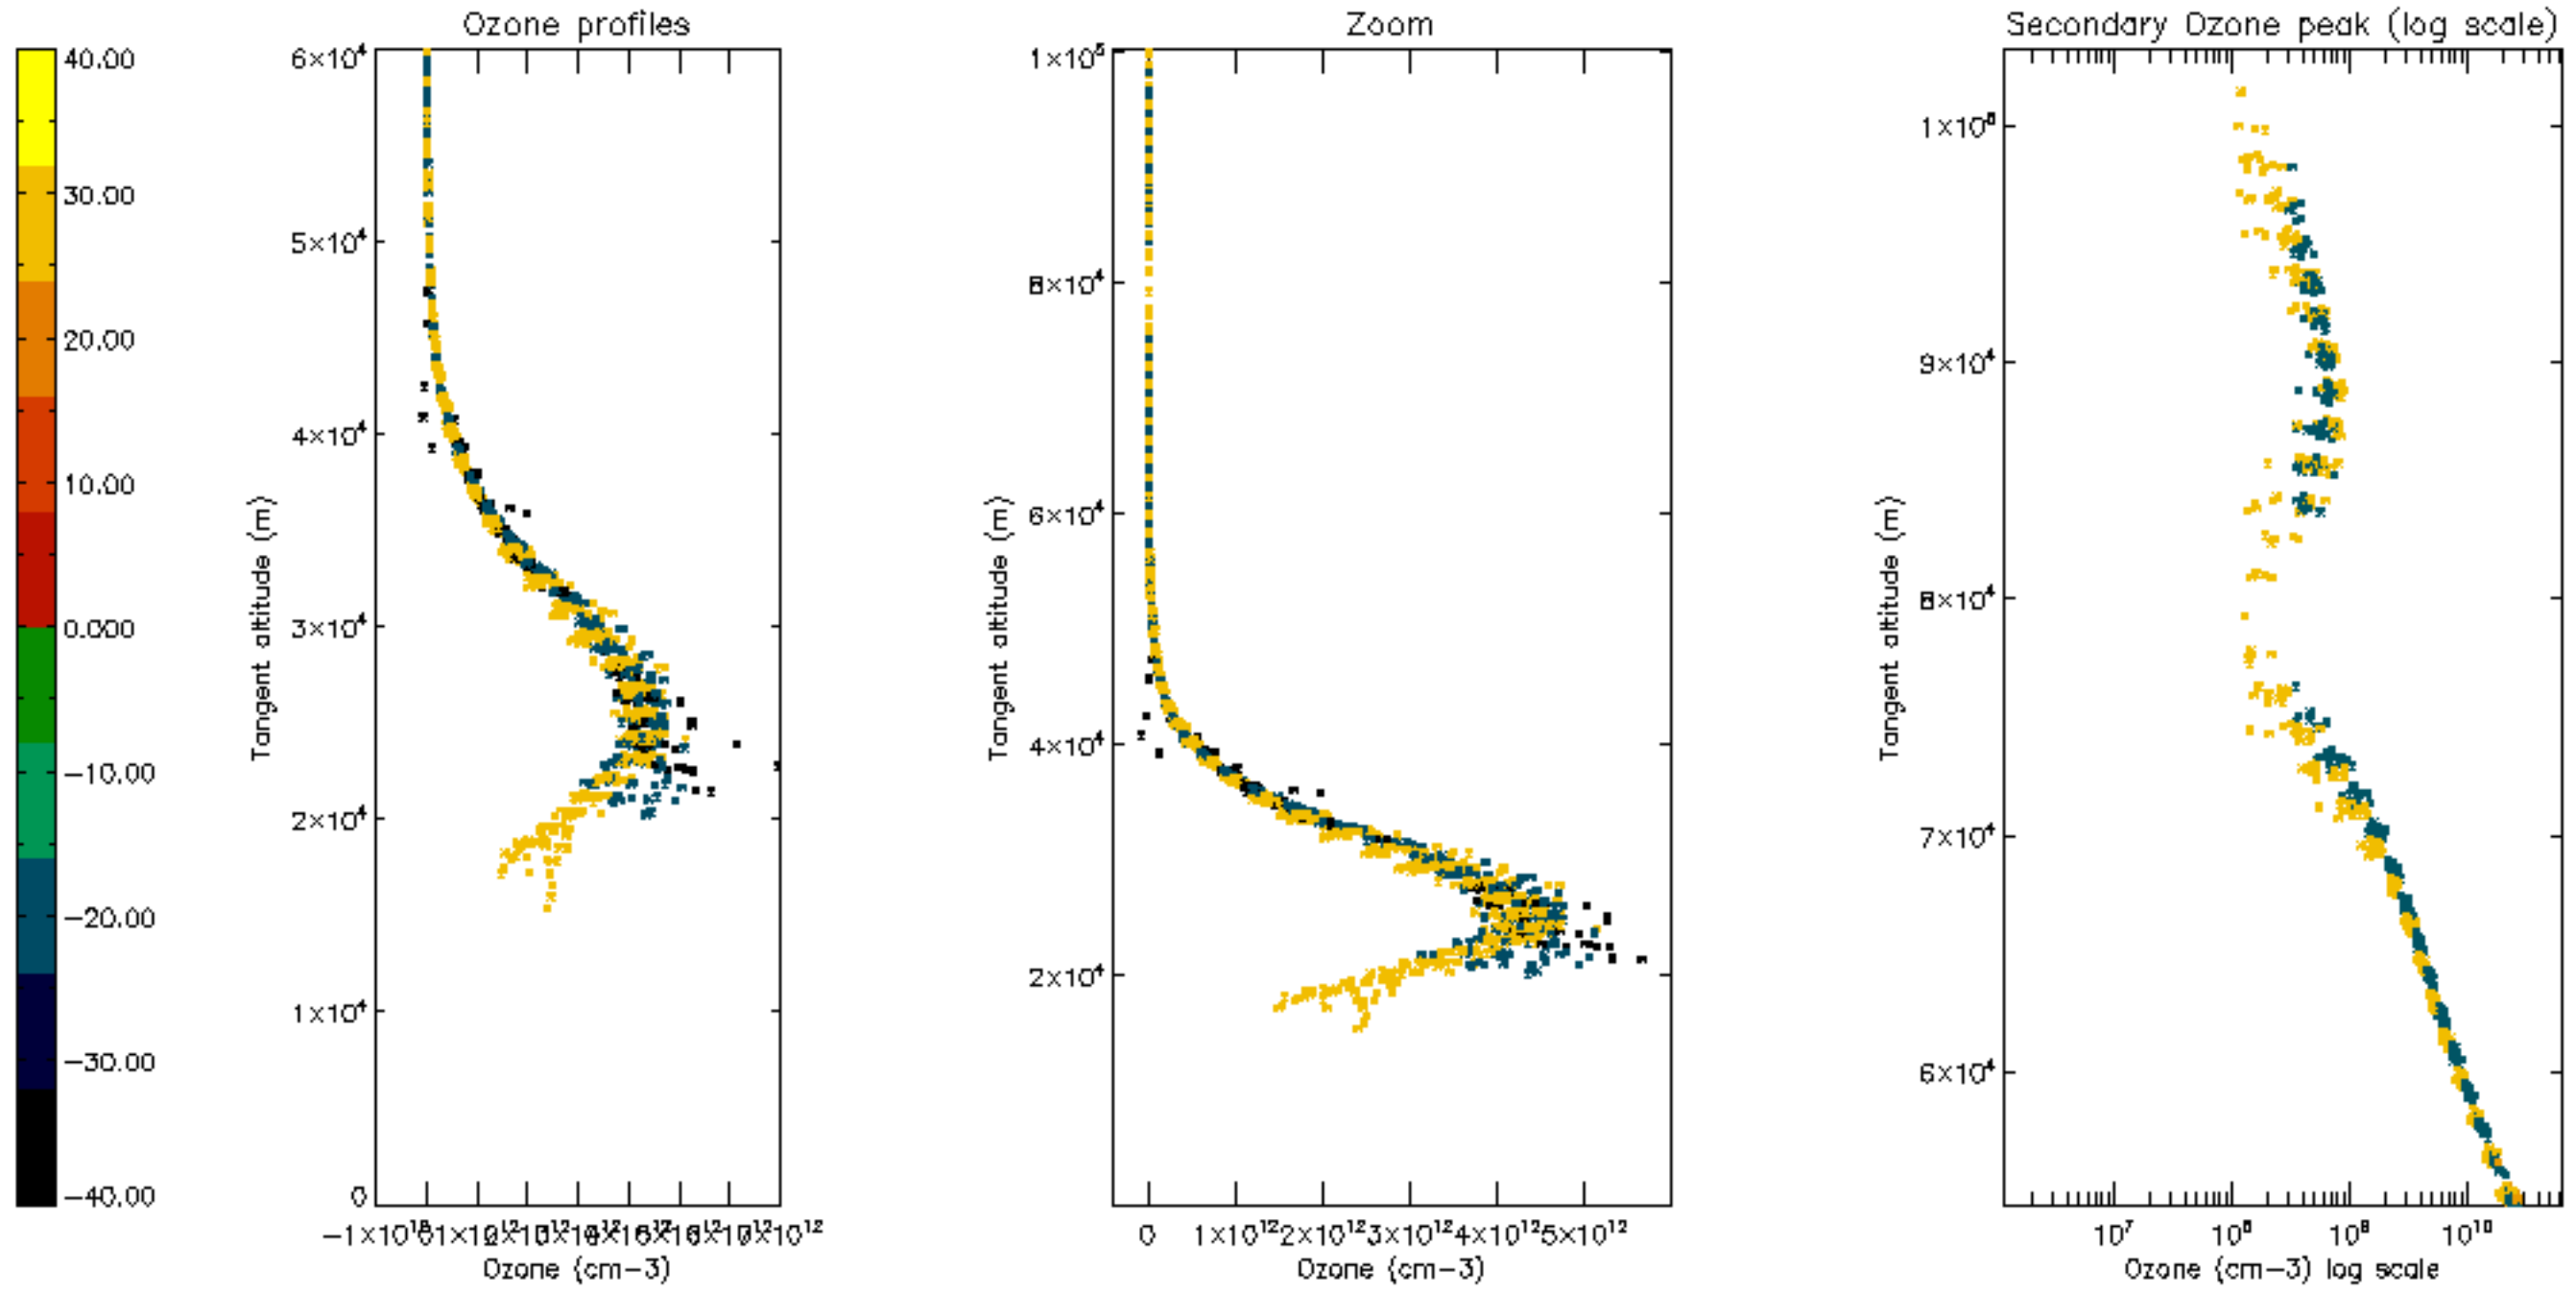 Ozone profiles
Zoom
Secondary Ozone peak (log scale)
40.00
30.00
20.00
10.00
0.000
−10.00
−20.00
−30.00
−40.00
6×10⁴
5×10⁴
4×10⁴
3×10⁴
2×10⁴
1×10⁴
0
Tangent altitude (m)
Ozone (cm−3)
1×10⁵
8×10⁴
6×10⁴
4×10⁴
2×10⁴
Tangent altitude (m)
0 1×10¹² 2×10¹² 3×10¹² 4×10¹² 5×10¹²
Ozone (cm−3)
1×10⁵
9×10⁴
8×10⁴
7×10⁴
6×10⁴
Tangent altitude (m)
10⁷ 10⁸ 10⁹ 10¹⁰
Ozone (cm−3) log scale